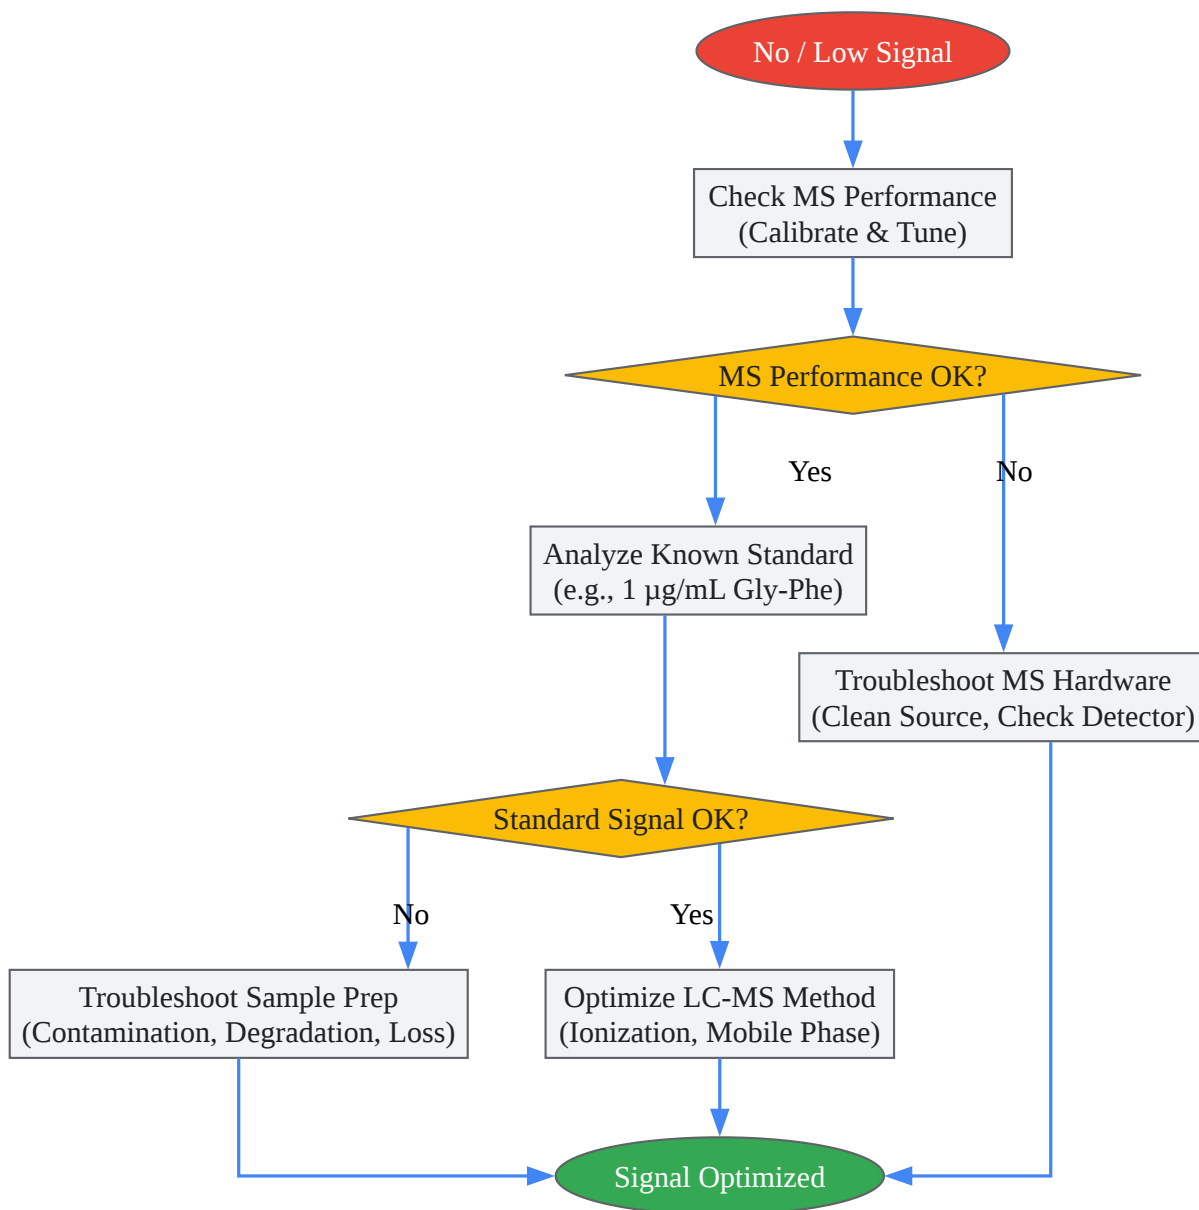 No / Low Signal
Check MS Performance
(Calibrate & Tune)
MS Performance OK?
Yes
No
Analyze Known Standard
(e.g., 1 µg/mL Gly-Phe)
Troubleshoot MS Hardware
(Clean Source, Check Detector)
Standard Signal OK?
No
Yes
Troubleshoot Sample Prep
(Contamination, Degradation, Loss)
Optimize LC-MS Method
(Ionization, Mobile Phase)
Signal Optimized